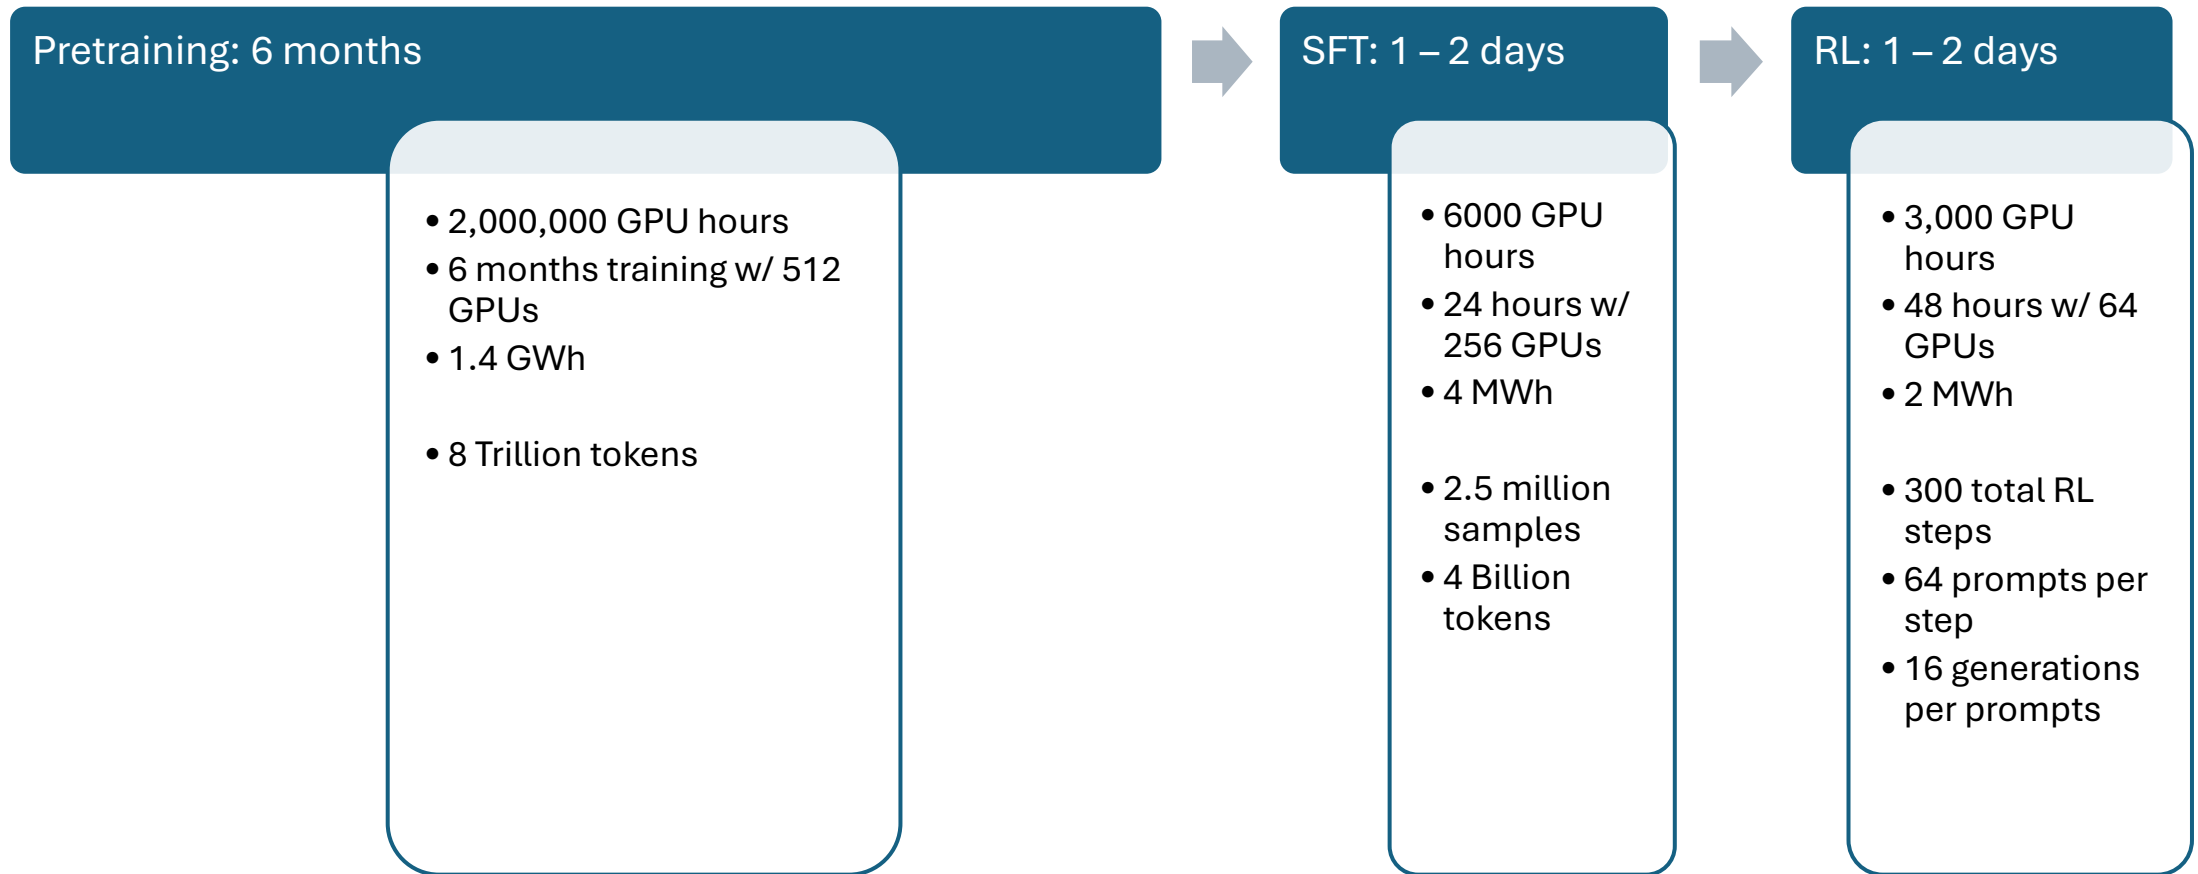 Pretraining: 6 months
• 2,000,000 GPU hours
• 6 months training w/ 512
GPUs
• 1.4 GWh
• 8 Trillion tokens
SFT: 1 – 2 days
• 6000 GPU
hours
• 24 hours w/
256 GPUs
• 4 MWh
• 2.5 million
samples
• 4 Billion
tokens
RL: 1 – 2 days
• 3,000 GPU
hours
• 48 hours w/ 64
GPUs
• 2 MWh
• 300 total RL
steps
• 64 prompts per
step
• 16 generations
per prompts